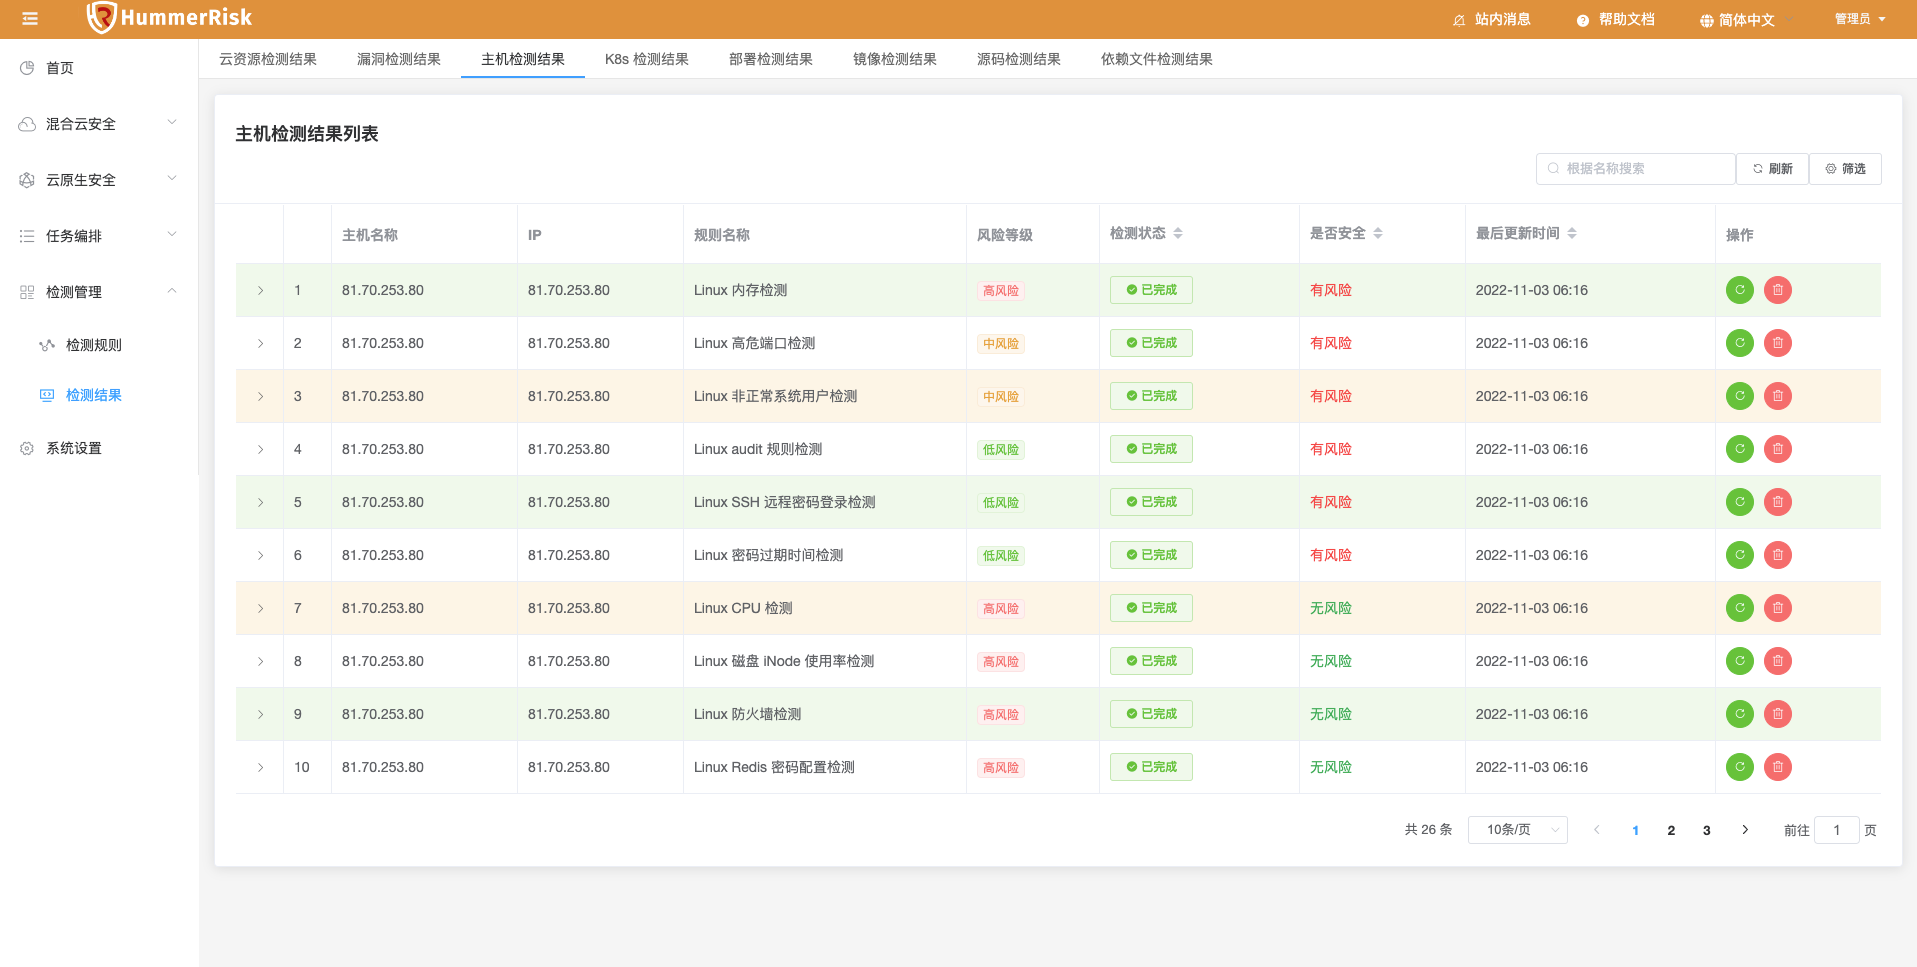 HummerRisk
站内消息 帮助文档 简体中文 管理员
首页
混合云安全
云原生安全
任务编排
检测管理
检测规则
检测结果
系统设置
云资源检测结果 漏洞检测结果 主机检测结果 K8s 检测结果 部署检测结果 镜像检测结果 源码检测结果 依赖文件检测结果
主机检测结果列表
根据名称搜索 刷新 筛选
主机名称 IP 规则名称 风险等级 检测状态 是否安全 最后更新时间 操作
1 81.70.253.80 81.70.253.80 Linux 内存检测 高风险 已完成 有风险 2022-11-03 06:16
2 81.70.253.80 81.70.253.80 Linux 高危端口检测 中风险 已完成 有风险 2022-11-03 06:16
3 81.70.253.80 81.70.253.80 Linux 非正常系统用户检测 中风险 已完成 有风险 2022-11-03 06:16
4 81.70.253.80 81.70.253.80 Linux audit 规则检测 低风险 已完成 有风险 2022-11-03 06:16
5 81.70.253.80 81.70.253.80 Linux SSH 远程密码登录检测 低风险 已完成 有风险 2022-11-03 06:16
6 81.70.253.80 81.70.253.80 Linux 密码过期时间检测 低风险 已完成 有风险 2022-11-03 06:16
7 81.70.253.80 81.70.253.80 Linux CPU 检测 高风险 已完成 无风险 2022-11-03 06:16
8 81.70.253.80 81.70.253.80 Linux 磁盘 iNode 使用率检测 高风险 已完成 无风险 2022-11-03 06:16
9 81.70.253.80 81.70.253.80 Linux 防火墙检测 高风险 已完成 无风险 2022-11-03 06:16
10 81.70.253.80 81.70.253.80 Linux Redis 密码配置检测 高风险 已完成 无风险 2022-11-03 06:16
共 26 条 10条/页 1 2 3 前往 1 页